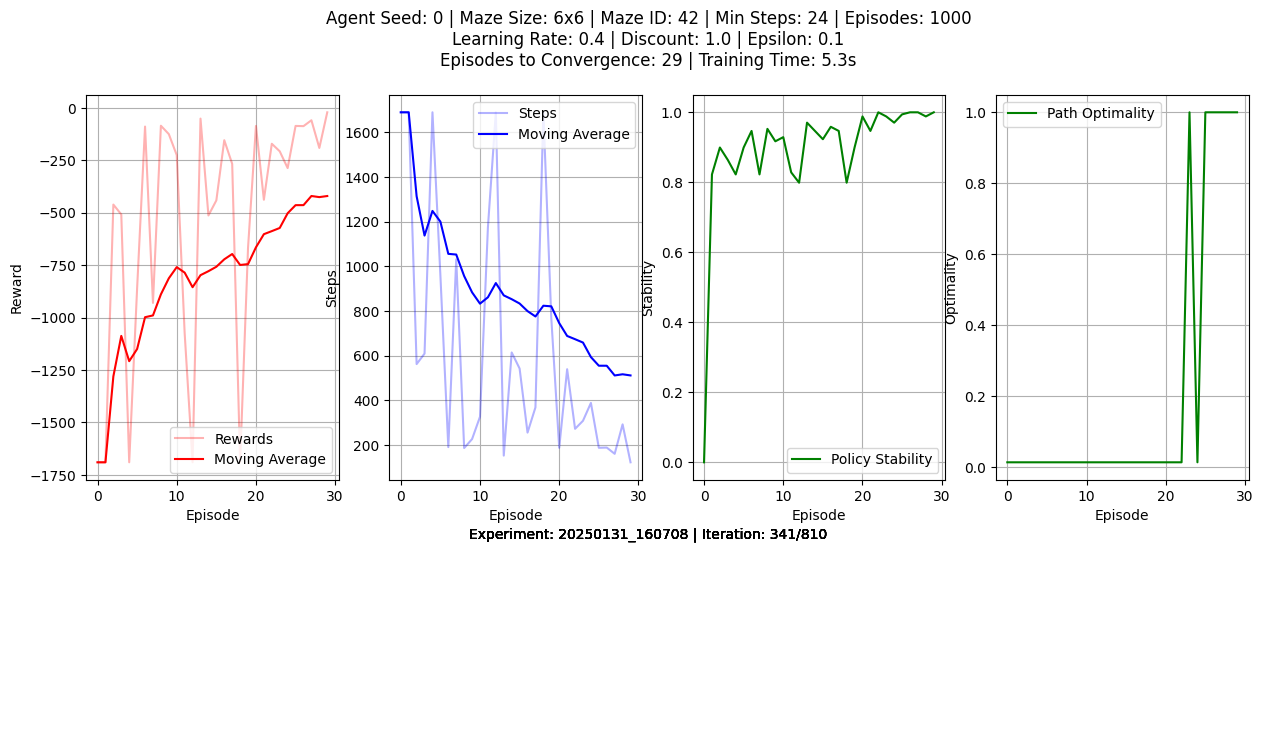 Agent Seed: 0 | Maze Size: 6x6 | Maze ID: 42 | Min Steps: 24 | Episodes: 1000
Learning Rate: 0.4 | Discount: 1.0 | Epsilon: 0.1
Episodes to Convergence: 29 | Training Time: 5.3s
Reward
0
−250
−500
−750
−1000
−1250
−1500
−1750
Rewards
Moving Average
0 10 20 30
Episode
Steps
1600
1400
1200
1000
800
600
400
200
Steps
Moving Average
0 10 20 30
Episode
Stability
1.0
0.8
0.6
0.4
0.2
0.0
Policy Stability
0 10 20 30
Episode
Optimality
1.0
0.8
0.6
0.4
0.2
0.0
Path Optimality
0 10 20 30
Episode
Experiment: 20250131_160708 | Iteration: 341/810